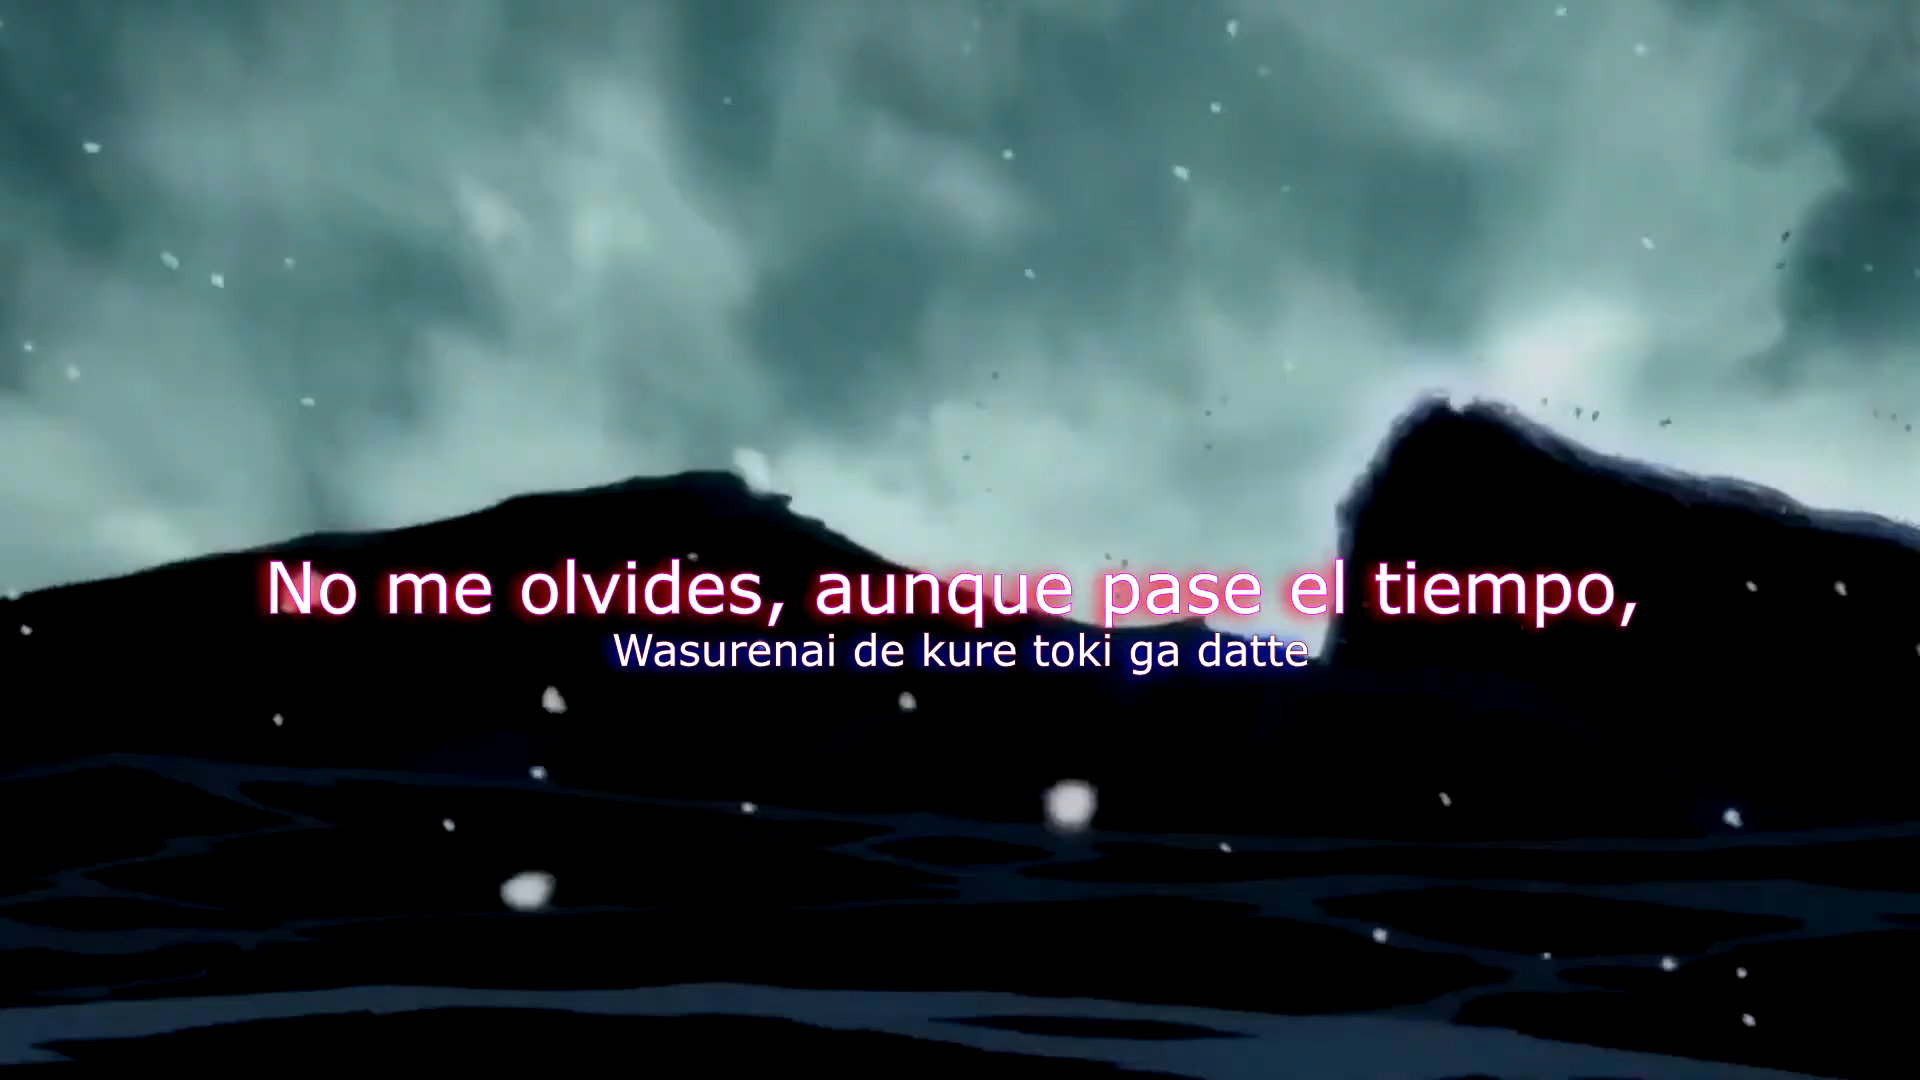 No me olvides, aunque pase el tiempo,
Wasurenai de kure toki ga datte